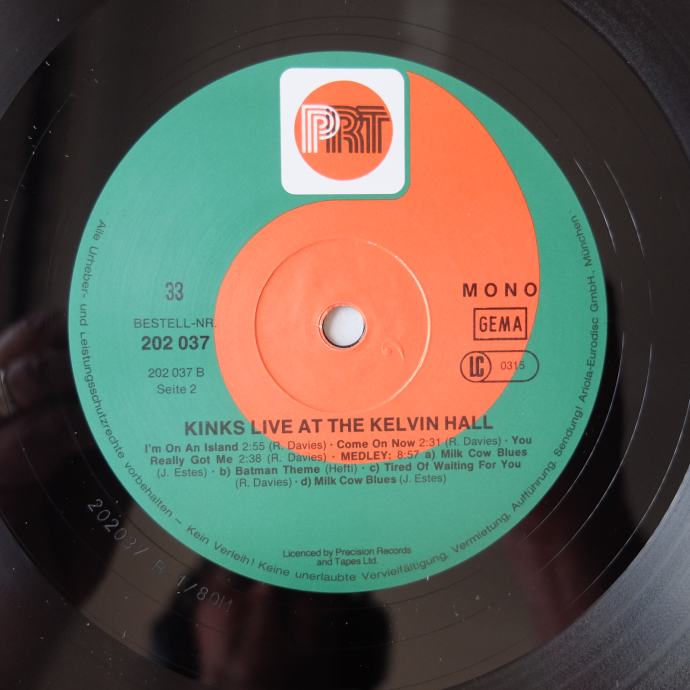 PRT
33
MONO
BESTELL-NR.
202 037
GEMA
LC 0315
202 037 B
Seite 2
KINKS LIVE AT THE KELVIN HALL
I'm On An Island 2:55 (R. Davies) · Come On Now 2:31 (R. Davies) · You
Really Got Me 2:38 (R. Davies) · MEDLEY: 8:57 a) Milk Cow Blues
(J. Estes) · b) Batman Theme (Hefti) · c) Tired Of Waiting For You
(R. Davies) · d) Milk Cow Blues (J. Estes)
Licenced by Precision Records
and Tapes Ltd.
Alle Urheber- und Leistungsschutzrechte vorbehalten – Kein Verleih! Keine unerlaubte Vervielfältigung, Vermietung, Aufführung, Sendung! Ariola-Eurodisc GmbH., München.